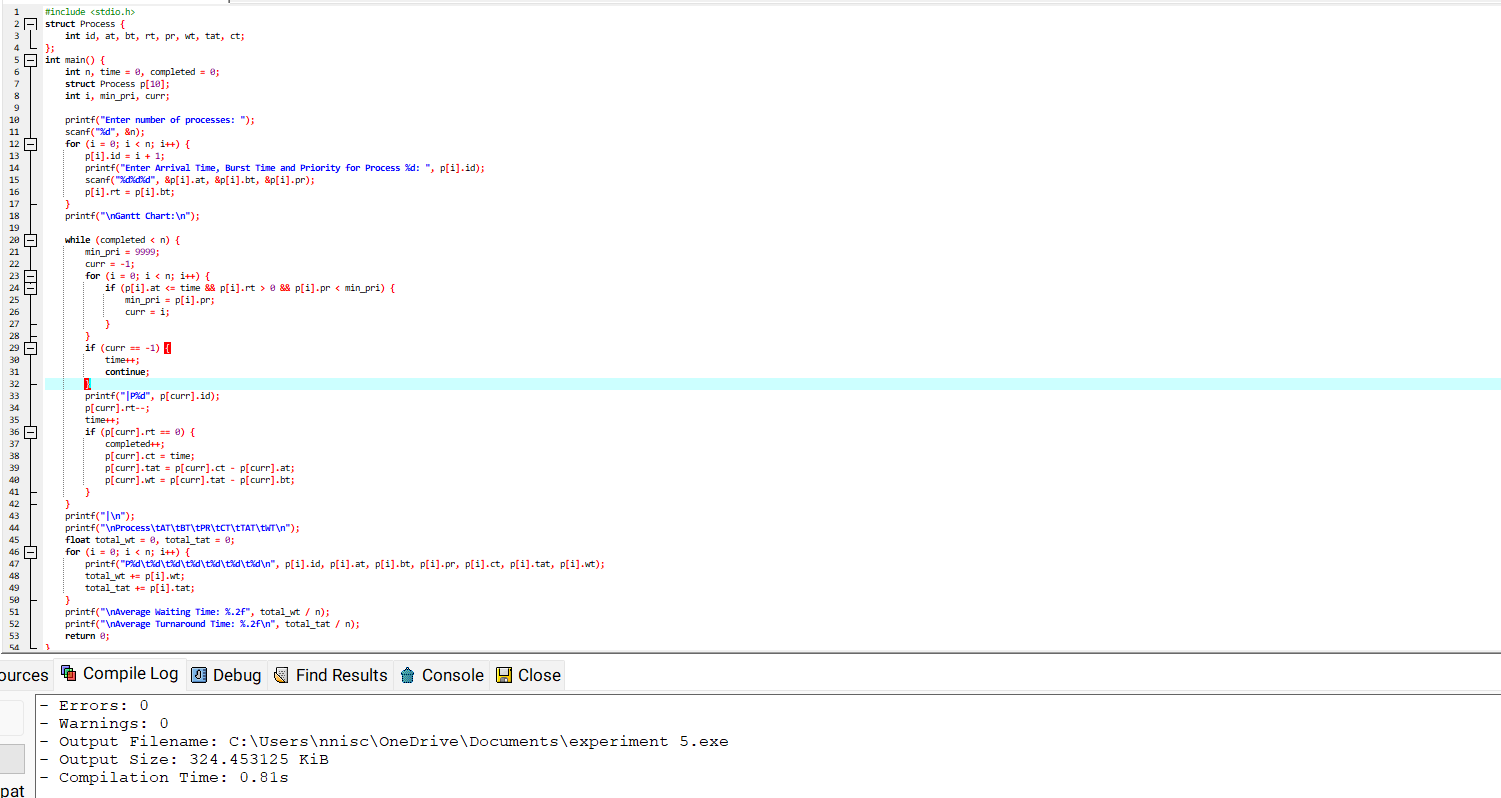 1 #include <stdio.h>
2 struct Process {
3     int id, at, bt, rt, pr, wt, tat, ct;
4 };
5 int main() {
6     int n, time = 0, completed = 0;
7     struct Process p[10];
8     int i, min_pri, curr;
9
10     printf("Enter number of processes: ");
11     scanf("%d", &n);
12     for (i = 0; i < n; i++) {
13         p[i].id = i + 1;
14         printf("Enter Arrival Time, Burst Time and Priority for Process %d: ", p[i].id);
15         scanf("%d%d%d", &p[i].at, &p[i].bt, &p[i].pr);
16         p[i].rt = p[i].bt;
17     }
18     printf("\nGantt Chart:\n");
19
20     while (completed < n) {
21         min_pri = 9999;
22         curr = -1;
23         for (i = 0; i < n; i++) {
24             if (p[i].at <= time && p[i].rt > 0 && p[i].pr < min_pri) {
25                 min_pri = p[i].pr;
26                 curr = i;
27             }
28         }
29         if (curr == -1) {
30             time++;
31             continue;
32         }
33         printf("|P%d", p[curr].id);
34         p[curr].rt--;
35         time++;
36         if (p[curr].rt == 0) {
37             completed++;
38             p[curr].ct = time;
39             p[curr].tat = p[curr].ct - p[curr].at;
40             p[curr].wt = p[curr].tat - p[curr].bt;
41         }
42     }
43     printf("|\n");
44     printf("\nProcess\tAT\tBT\tPR\tCT\tTAT\tWT\n");
45     float total_wt = 0, total_tat = 0;
46     for (i = 0; i < n; i++) {
47         printf("P%d\t%d\t%d\t%d\t%d\t%d\t%d\n", p[i].id, p[i].at, p[i].bt, p[i].pr, p[i].ct, p[i].tat, p[i].wt);
48         total_wt += p[i].wt;
49         total_tat += p[i].tat;
50     }
51     printf("\nAverage Waiting Time: %.2f", total_wt / n);
52     printf("\nAverage Turnaround Time: %.2f\n", total_tat / n);
53     return 0;
54 }
ources Compile Log Debug Find Results Console Close
- Errors: 0
- Warnings: 0
- Output Filename: C:\Users\nnisc\OneDrive\Documents\experiment 5.exe
- Output Size: 324.453125 KiB
- Compilation Time: 0.81s
pat